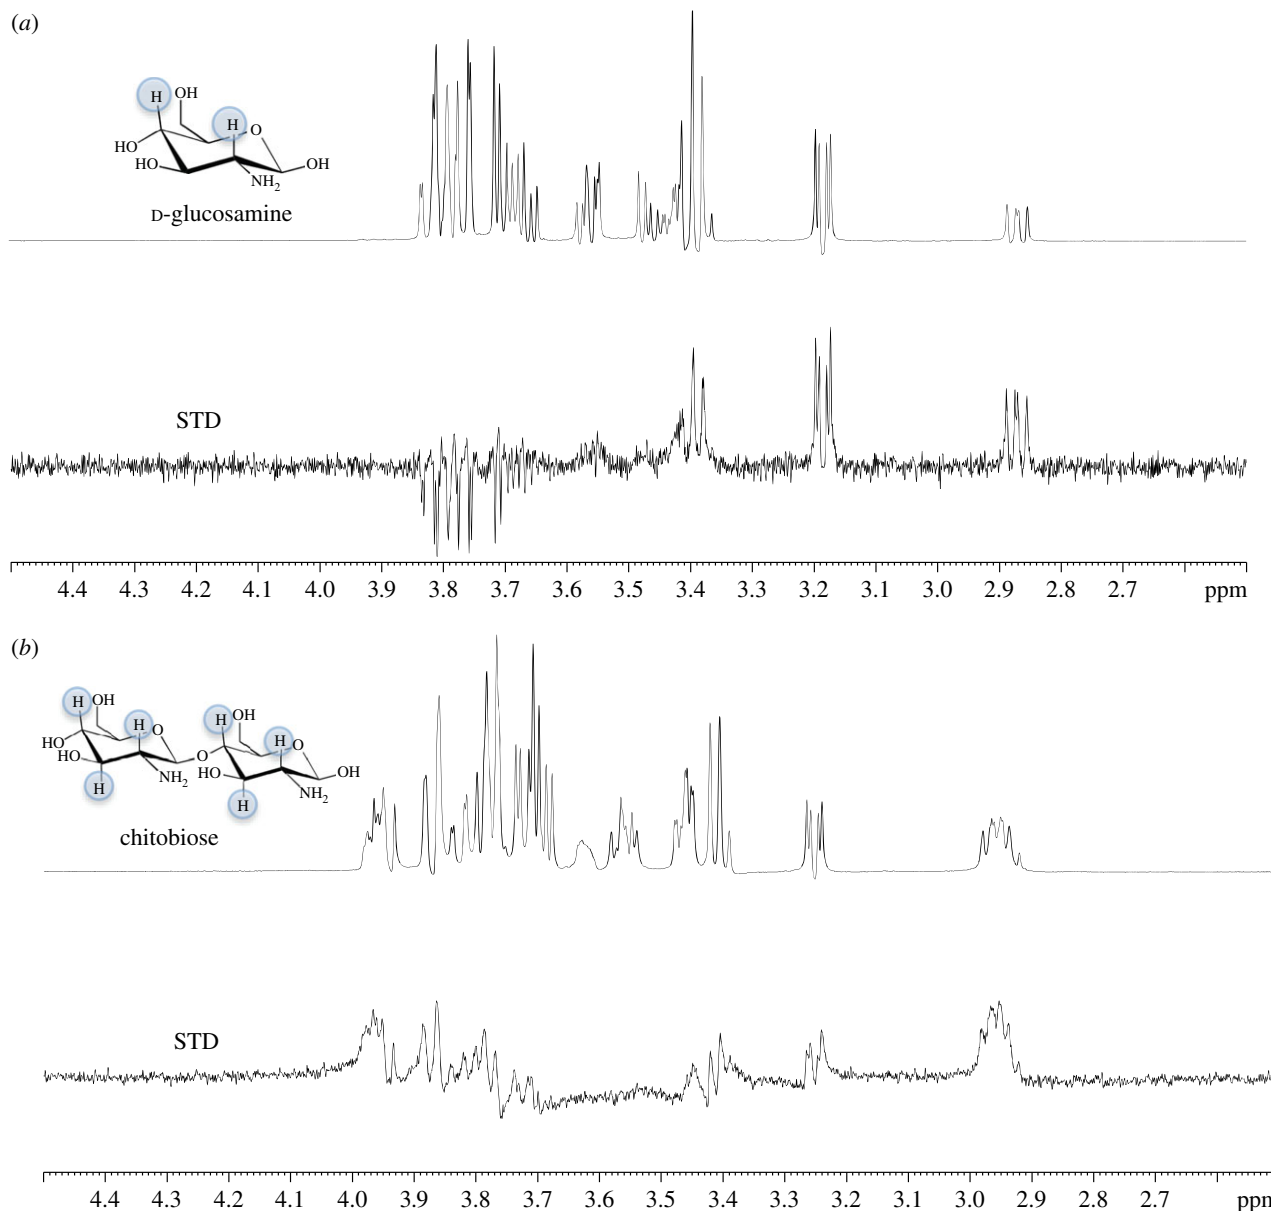 (a)
H OH
H O
HO
HO OH
NH2
D-glucosamine
STD
4.4 4.3 4.2 4.1 4.0 3.9 3.8 3.7 3.6 3.5 3.4 3.3 3.2 3.1 3.0 2.9 2.8 2.7 ppm
(b)
H OH
H O H OH
HO H O
HO O
NH2 HO OH
H NH2
H
chitobiose
STD
4.4 4.3 4.2 4.1 4.0 3.9 3.8 3.7 3.6 3.5 3.4 3.3 3.2 3.1 3.0 2.9 2.8 2.7 ppm